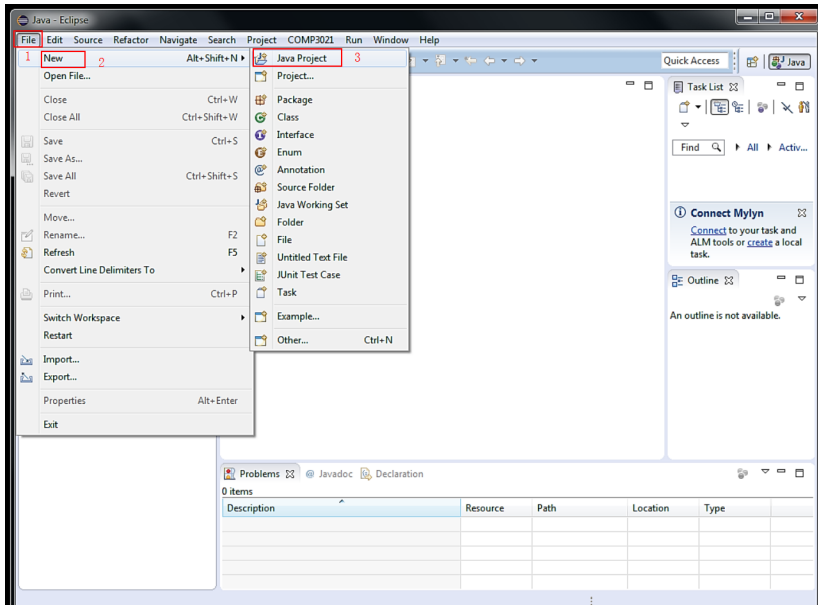 Java - Eclipse
File Edit Source Refactor Navigate Search Project COMP3021 Run Window Help
1
New Alt+Shift+N
2
Open File...
Close Ctrl+W
Close All Ctrl+Shift+W
Save Ctrl+S
Save As...
Save All Ctrl+Shift+S
Revert
Move...
Rename... F2
Refresh F5
Convert Line Delimiters To
Print... Ctrl+P
Switch Workspace
Restart
Import...
Export...
Properties Alt+Enter
Exit
Java Project 3
Project...
Package
Class
Interface
Enum
Annotation
Source Folder
Java Working Set
Folder
File
Untitled Text File
JUnit Test Case
Task
Example...
Other... Ctrl+N
Quick Access
Java
Task List
Find All Activ...
Connect Mylyn
Connect to your task and
ALM tools or create a local
task.
Outline
An outline is not available.
Problems @ Javadoc Declaration
0 items
Description Resource Path Location Type